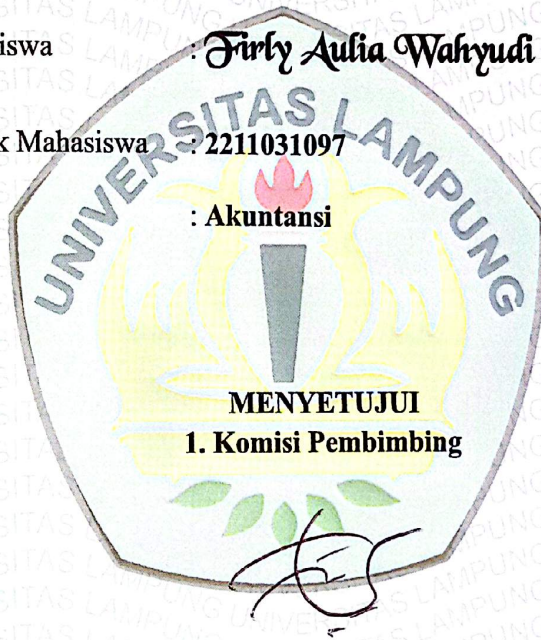 iswa : Firly Aulia Wahyudi
k Mahasiswa : 2211031097
: Akuntansi
UNIVERSITAS LAMPUNG
MENYETUJUI
1. Komisi Pembimbing